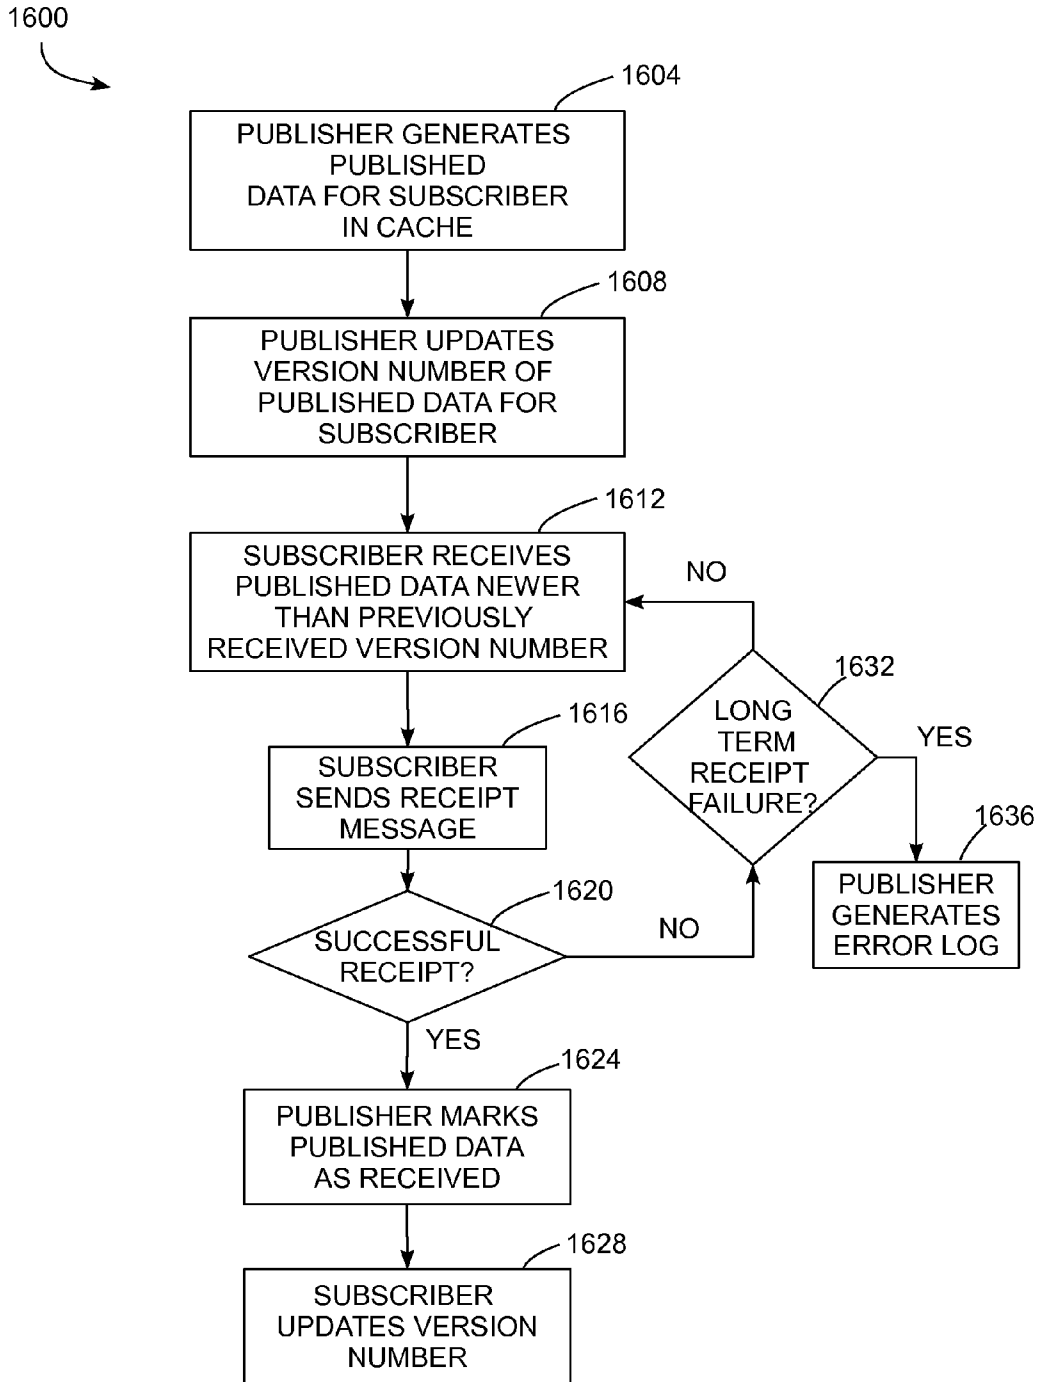 1600
1604
PUBLISHER GENERATES
PUBLISHED
DATA FOR SUBSCRIBER
IN CACHE
1608
PUBLISHER UPDATES
VERSION NUMBER OF
PUBLISHED DATA FOR
SUBSCRIBER
1612
SUBSCRIBER RECEIVES
PUBLISHED DATA NEWER
THAN PREVIOUSLY
RECEIVED VERSION NUMBER
NO
1632
LONG
TERM
RECEIPT
FAILURE?
YES
1616
SUBSCRIBER
SENDS RECEIPT
MESSAGE
1636
PUBLISHER
GENERATES
ERROR LOG
1620
SUCCESSFUL
RECEIPT?
NO
YES
1624
PUBLISHER MARKS
PUBLISHED DATA
AS RECEIVED
1628
SUBSCRIBER
UPDATES VERSION
NUMBER